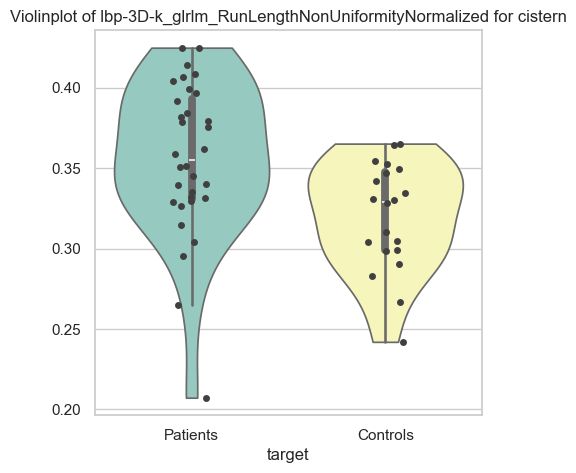 Violinplot of lbp-3D-k_glrlm_RunLengthNonUniformityNormalized for cistern
0.40
0.35
0.30
0.25
0.20
Patients
Controls
target